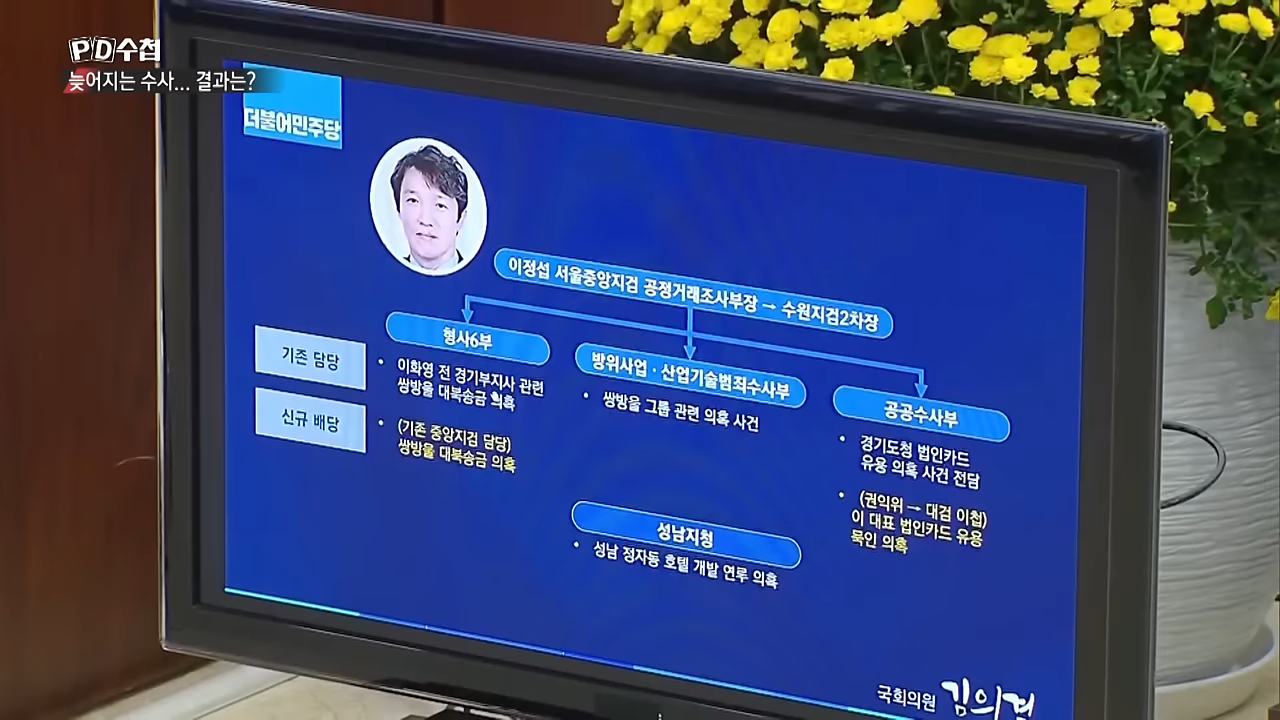 PD수첩
늦어지는 수사... 결과는?
더불어민주당
이정섭 서울중앙지검 공정거래조사부장 → 수원지검2차장
기존 담당
신규 배당
형사6부
• 이화영 전 경기부지사 관련
쌍방울 대북송금 의혹
• (기존 중앙지검 담당)
쌍방울 대북송금 의혹
방위사업·산업기술범죄수사부
• 쌍방울 그룹 관련 의혹 사건
공공수사부
• 경기도청 법인카드
유용 의혹 사건 전담
• (권익위 → 대검 이첩)
이 대표 법인카드 유용
묵인 의혹
성남지청
• 성남 정자동 호텔 개발 연루 의혹
국회의원 김의겸